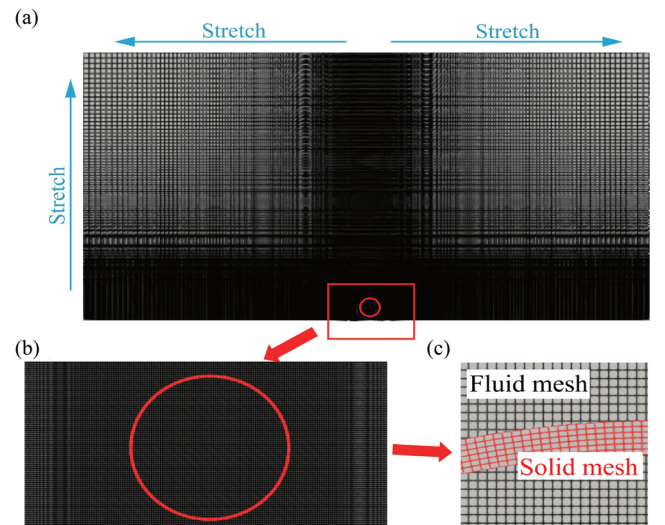 (a)
Stretch
Stretch
Stretch
(b)
(c)
Fluid mesh
Solid mesh